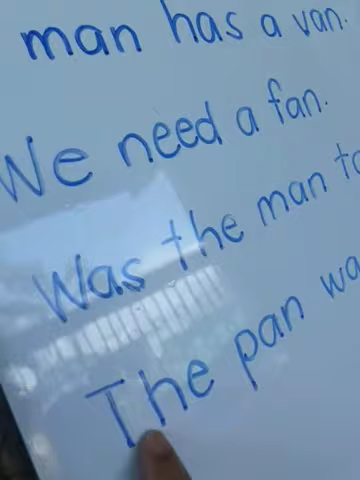 man has a van.
We need a fan.
Was the man
The pan